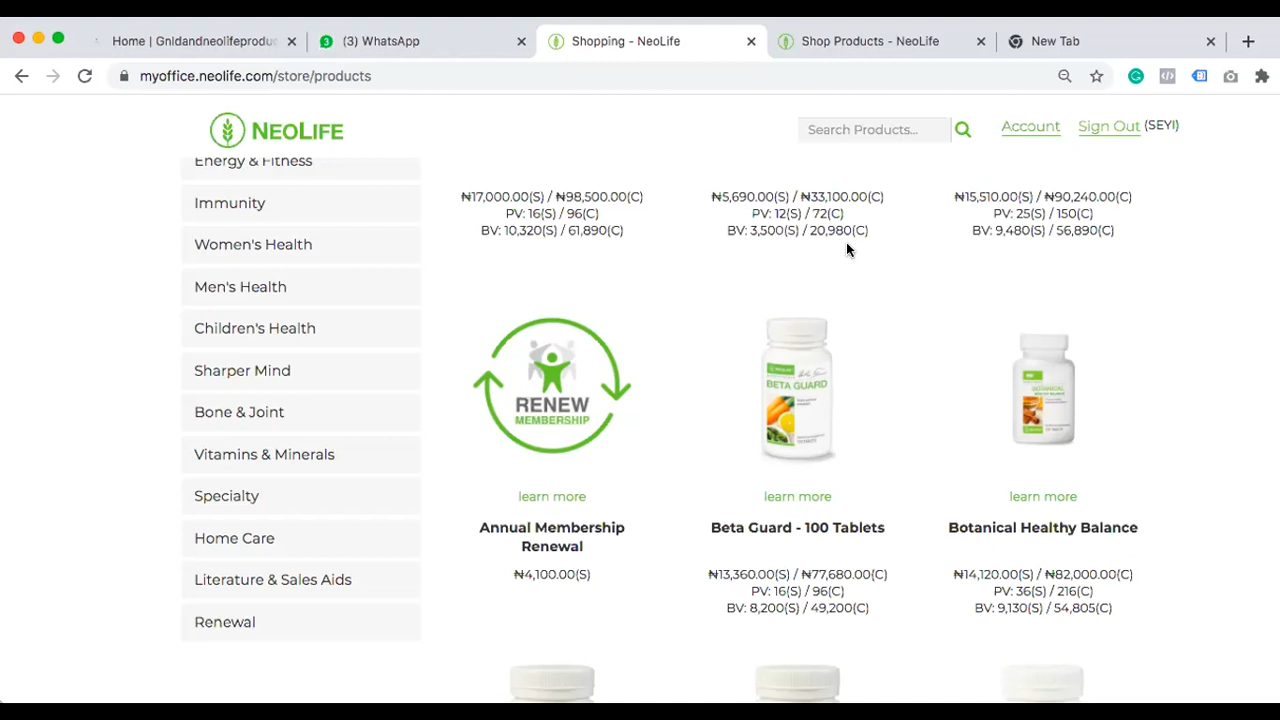 Home | Gnldandneolifeproduc
(3) WhatsApp
Shopping - NeoLife
Shop Products - NeoLife
New Tab
myoffice.neolife.com/store/products
NEOLIFE
Search Products...
Account
Sign Out (SEYI)
Energy & Fitness
Immunity
Women's Health
Men's Health
Children's Health
Sharper Mind
Bone & Joint
Vitamins & Minerals
Specialty
Home Care
Literature & Sales Aids
Renewal
₦17,000.00(S) / ₦98,500.00(C)
PV: 16(S) / 96(C)
BV: 10,320(S) / 61,890(C)
₦5,690.00(S) / ₦33,100.00(C)
PV: 12(S) / 72(C)
BV: 3,500(S) / 20,980(C)
₦15,510.00(S) / ₦90,240.00(C)
PV: 25(S) / 150(C)
BV: 9,480(S) / 56,890(C)
RENEW
MEMBERSHIP
learn more
Annual Membership
Renewal
₦4,100.00(S)
BETA GUARD
learn more
Beta Guard - 100 Tablets
₦13,360.00(S) / ₦77,680.00(C)
PV: 16(S) / 96(C)
BV: 8,200(S) / 49,200(C)
BOTANICAL
learn more
Botanical Healthy Balance
₦14,120.00(S) / ₦82,000.00(C)
PV: 36(S) / 216(C)
BV: 9,130(S) / 54,805(C)